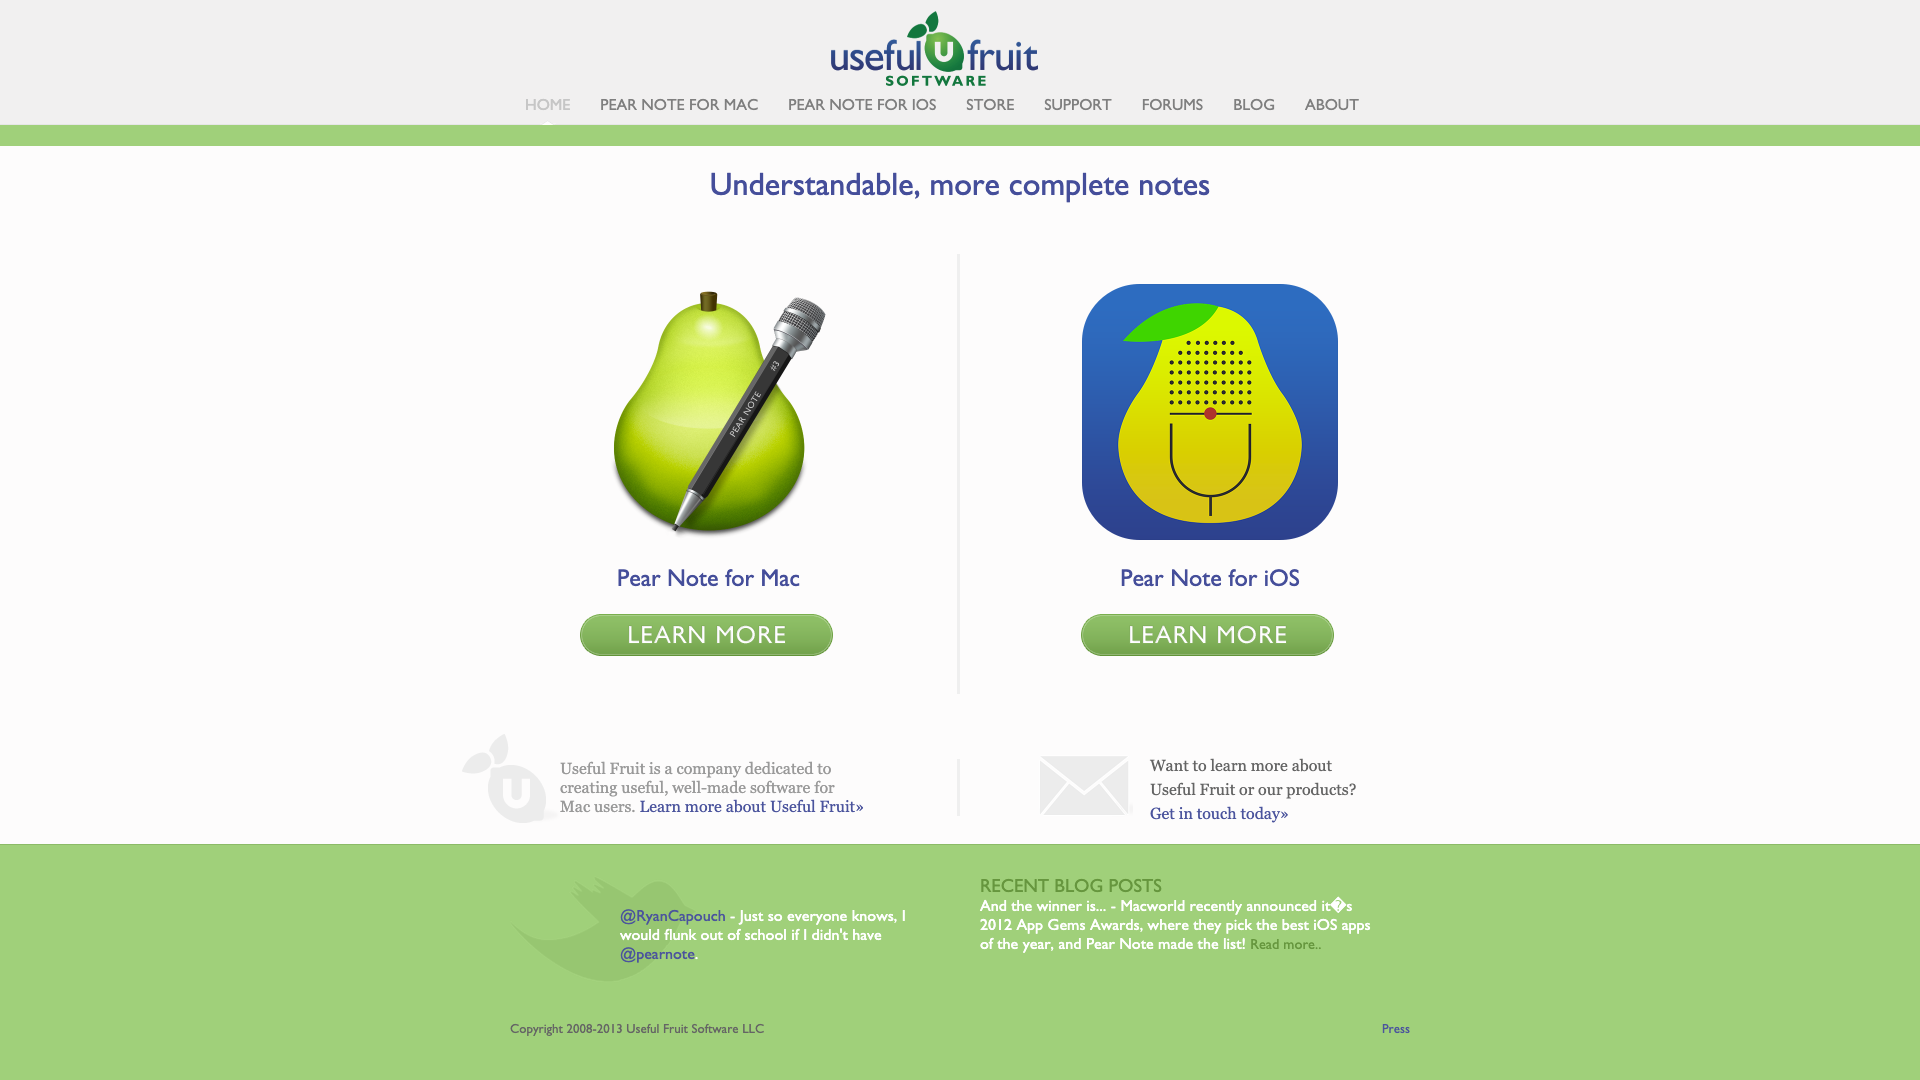 useful U fruit
SOFTWARE
HOME PEAR NOTE FOR MAC PEAR NOTE FOR IOS STORE SUPPORT FORUMS BLOG ABOUT
Understandable, more complete notes
#3
PEAR NOTE
Pear Note for Mac
Pear Note for iOS
LEARN MORE
LEARN MORE
U
Useful Fruit is a company dedicated to
creating useful, well-made software for
Mac users. Learn more about Useful Fruit»
Want to learn more about
Useful Fruit or our products?
Get in touch today»
@RyanCapouch - Just so everyone knows, I
would flunk out of school if I didn't have
@pearnote.
RECENT BLOG POSTS
And the winner is... - Macworld recently announced it�s
2012 App Gems Awards, where they pick the best iOS apps
of the year, and Pear Note made the list! Read more..
Copyright 2008-2013 Useful Fruit Software LLC
Press